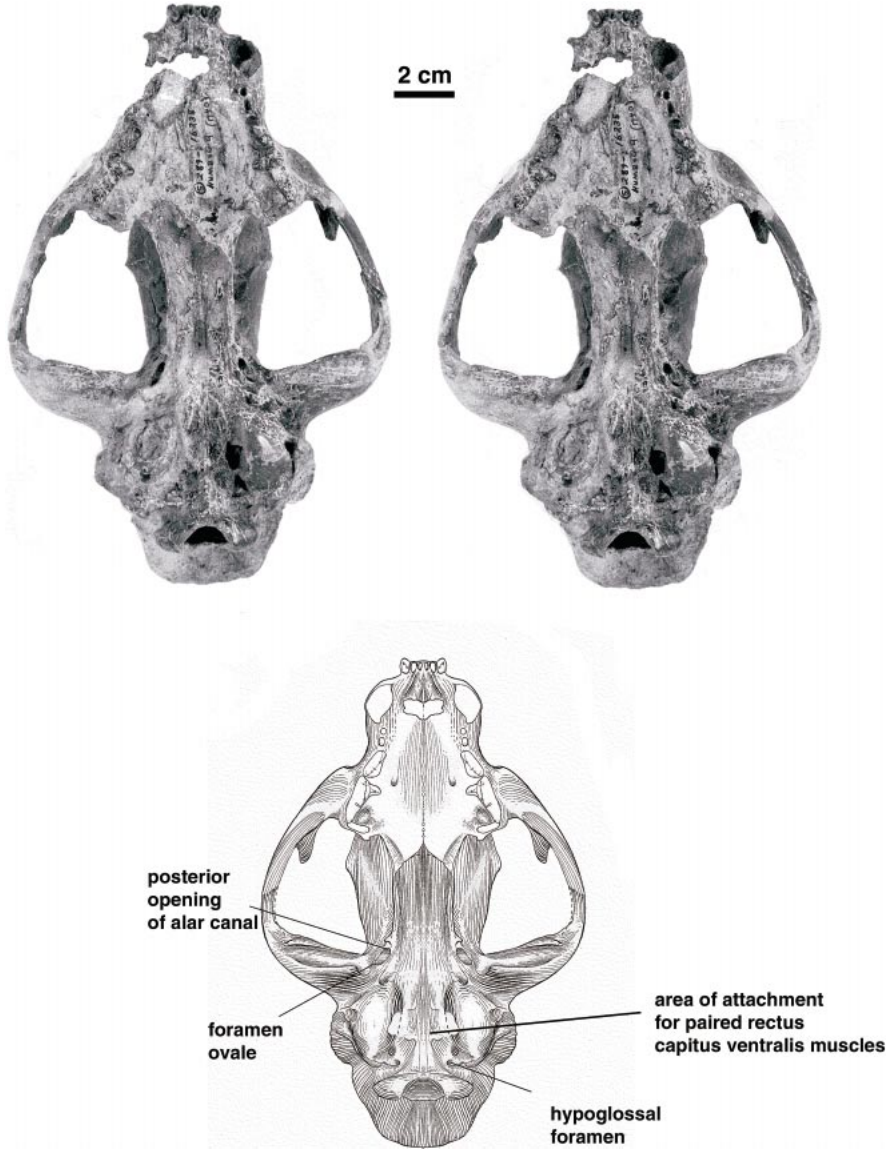 2 cm
posterior
opening
of alar canal
foramen
ovale
area of attachment
for paired rectus
capitus ventralis muscles
hypoglossal
foramen